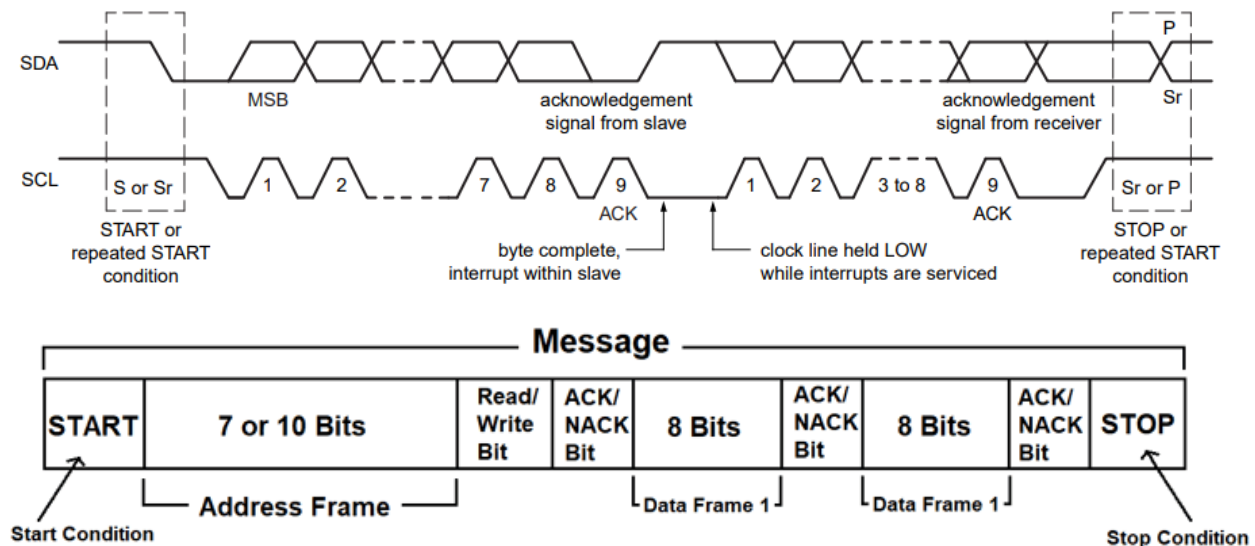 P
SDA
MSB
acknowledgement
signal from slave
acknowledgement
signal from receiver
Sr
SCL
S or Sr
1
2
7
8
9
1
2
3 to 8
9
Sr or P
ACK
ACK
START or
repeated START
condition
byte complete,
interrupt within slave
clock line held LOW
while interrupts are serviced
STOP or
repeated START
condition
Message
START
7 or 10 Bits
Read/
Write
Bit
ACK/
NACK
Bit
8 Bits
ACK/
NACK
Bit
8 Bits
ACK/
NACK
Bit
STOP
Address Frame
Data Frame 1
Data Frame 1
Start Condition
Stop Condition